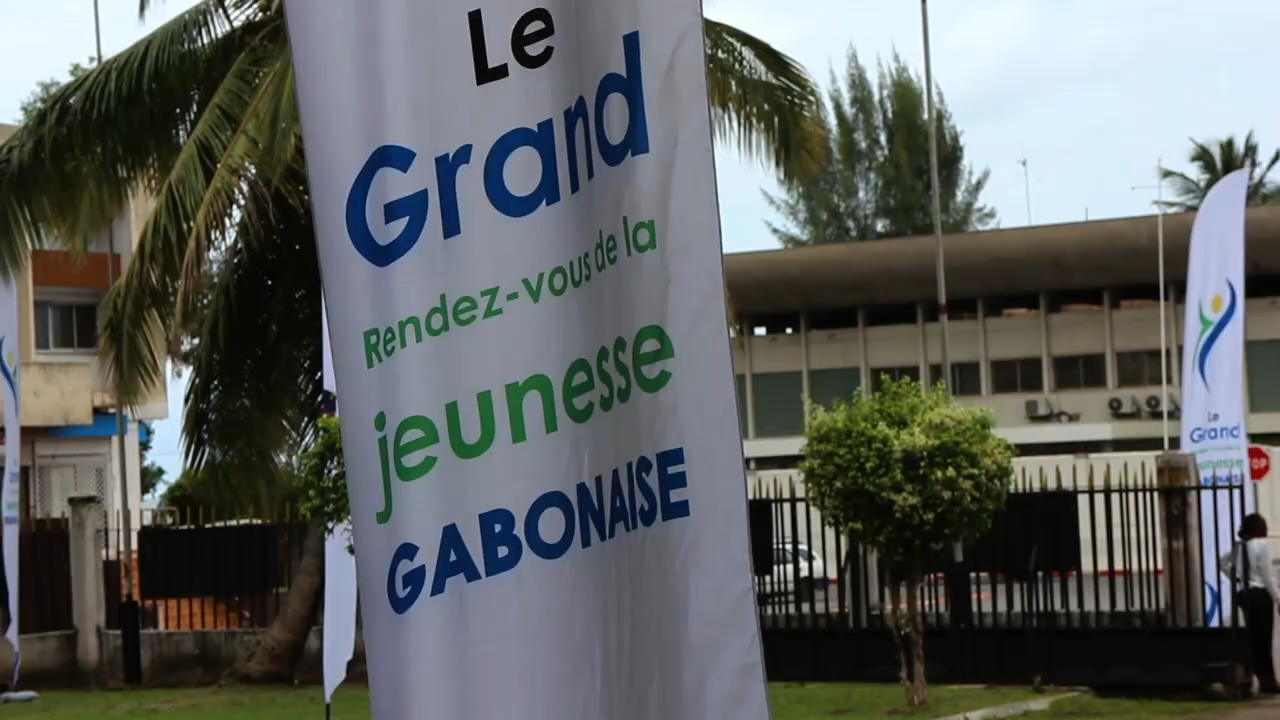 Le
Grand
Rendez-vous de la
jeunesse
GABONAISE
Le
Grand